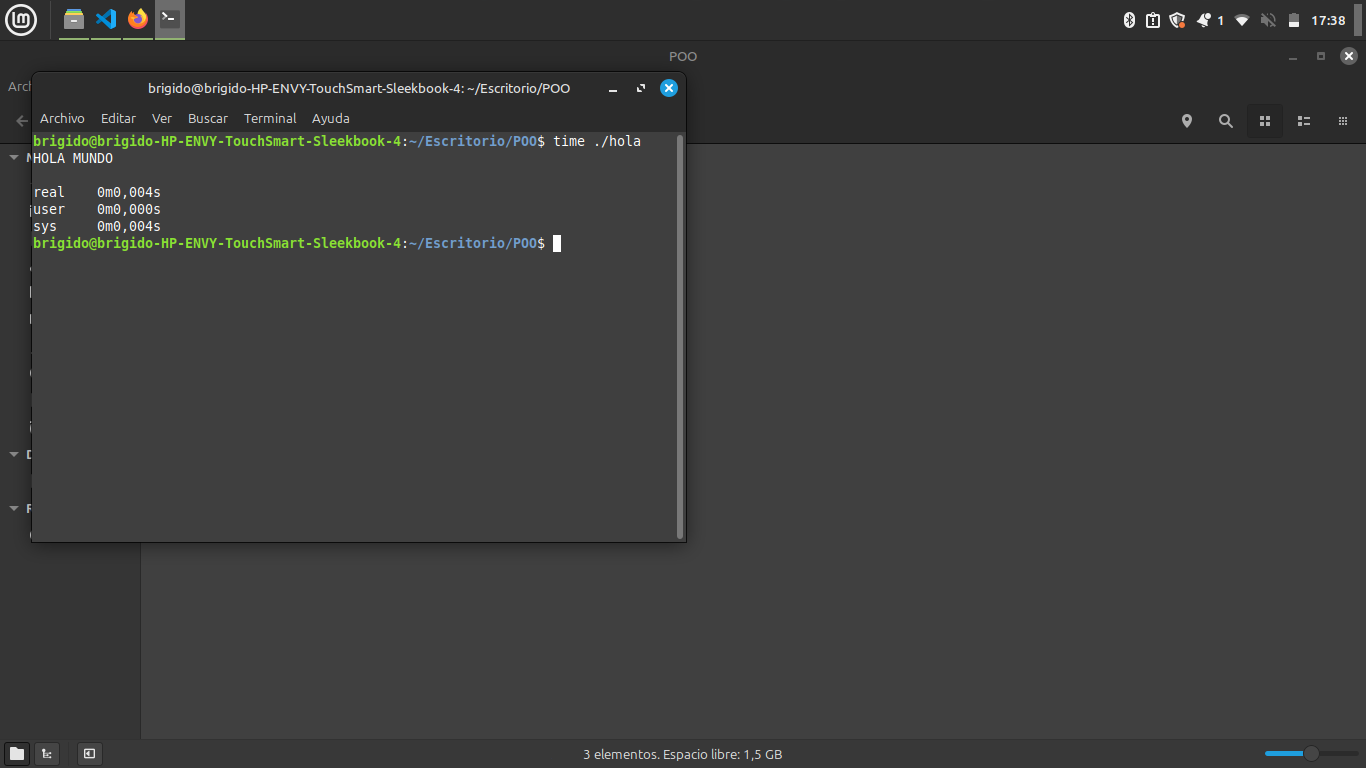 1 17:38
POO
Arch
brigido@brigido-HP-ENVY-TouchSmart-Sleekbook-4: ~/Escritorio/POO
Archivo Editar Ver Buscar Terminal Ayuda
brigido@brigido-HP-ENVY-TouchSmart-Sleekbook-4:~/Escritorio/POO$ time ./hola
HOLA MUNDO
real 0m0,004s
user 0m0,000s
sys 0m0,004s
brigido@brigido-HP-ENVY-TouchSmart-Sleekbook-4:~/Escritorio/POO$
3 elementos. Espacio libre: 1,5 GB